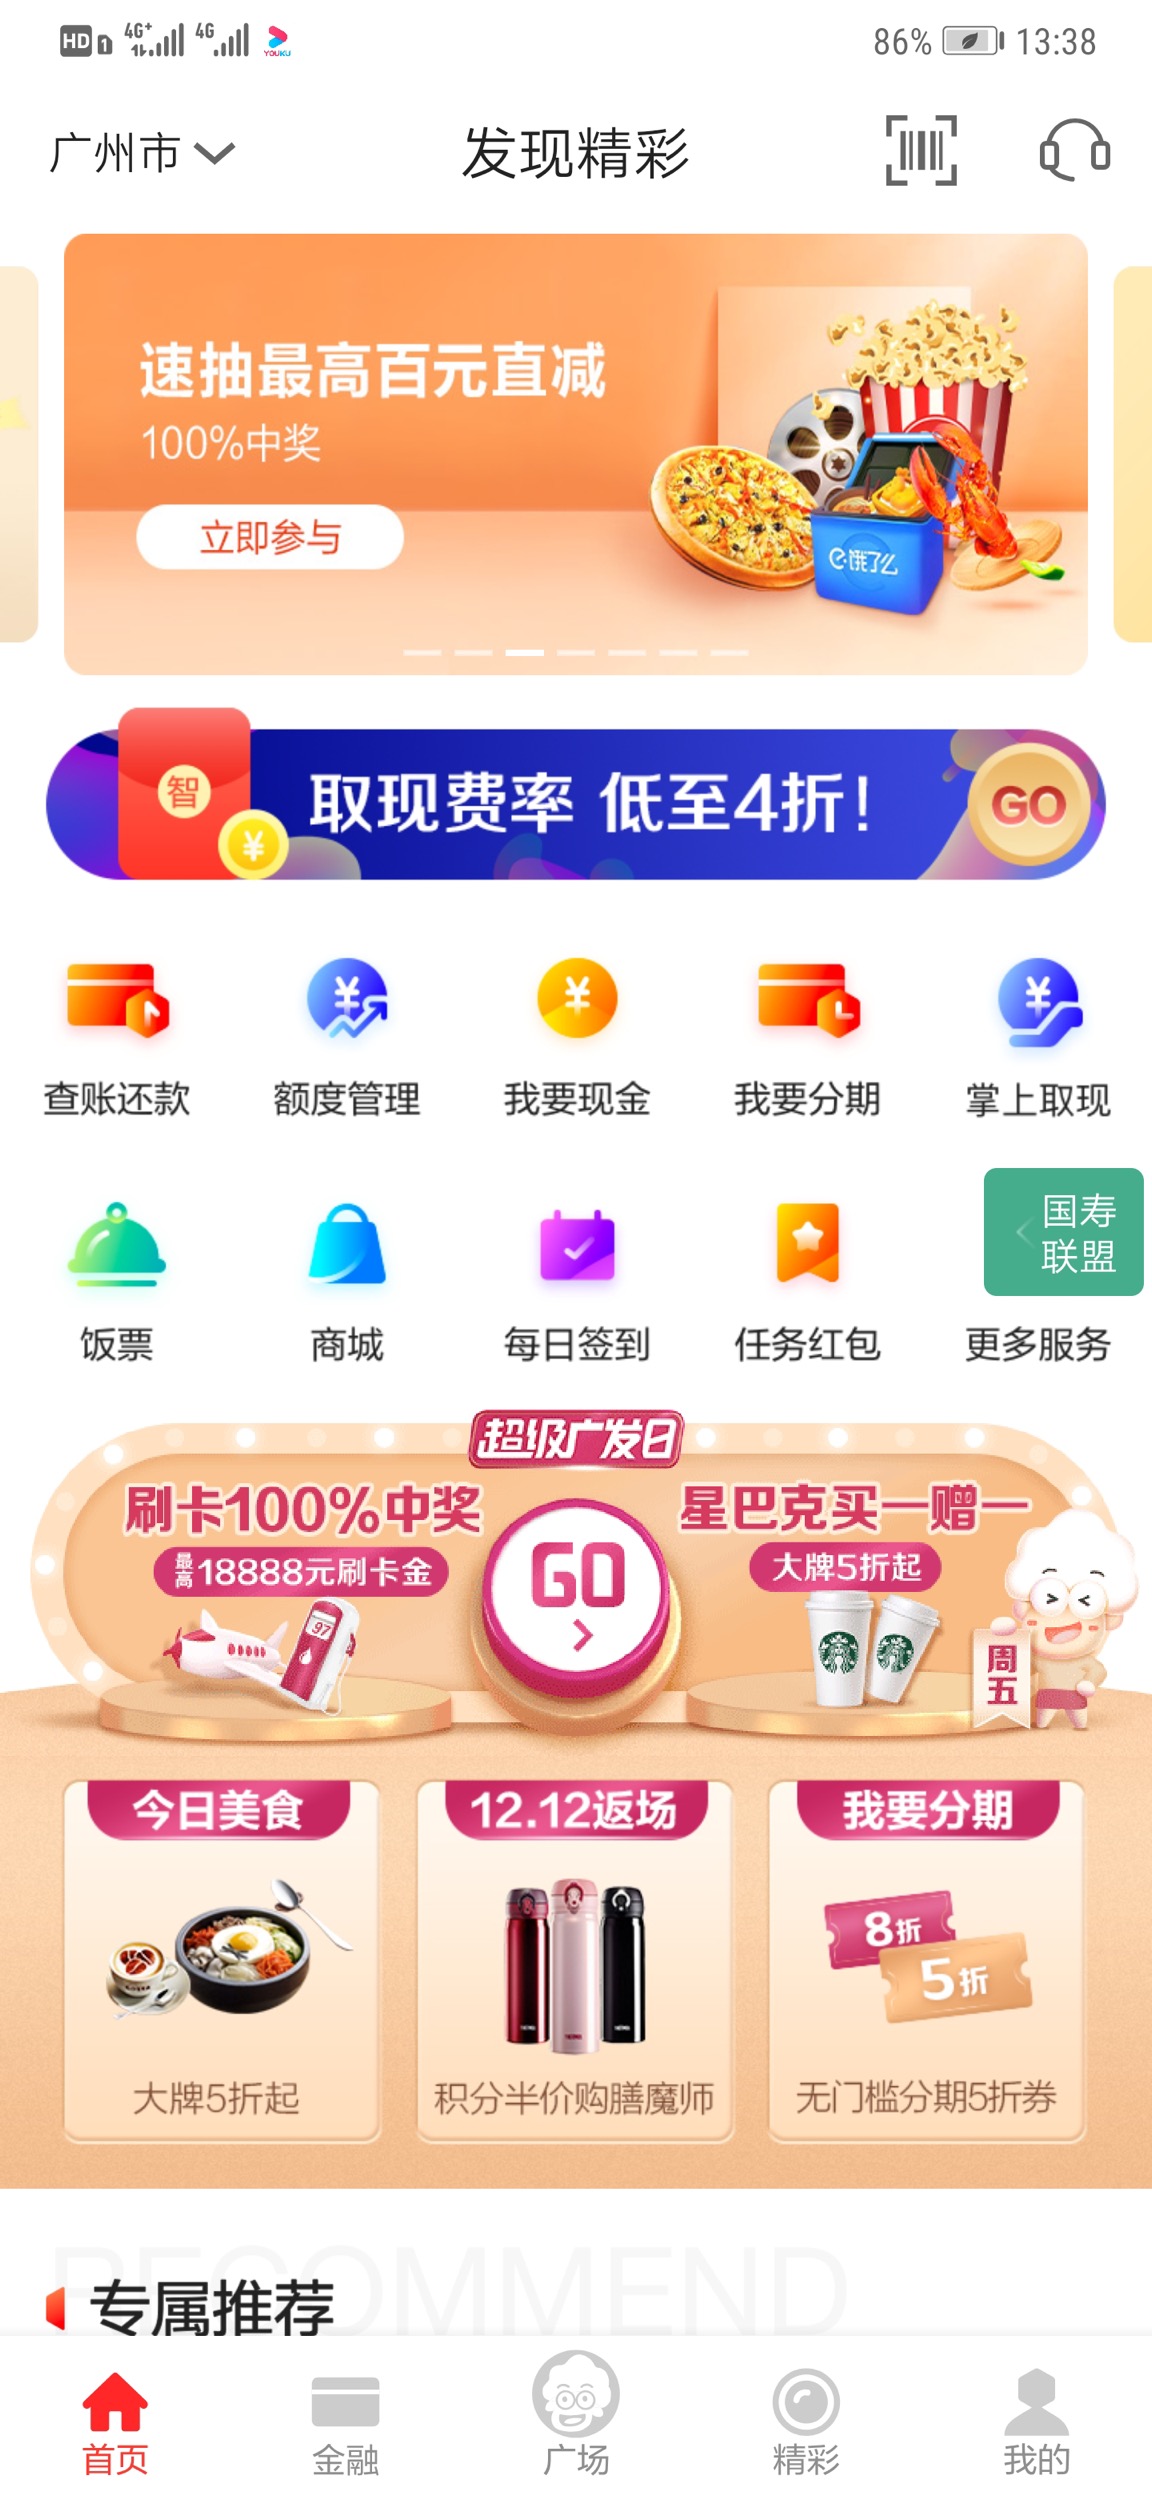 HD 1 4G+ 4G YOUKU 86% 13:38
广州市 发现精彩
速抽最高百元直减
100%中奖
立即参与
e 饿了么
智 ¥ 取现费率 低至4折! GO
¥ ¥ ¥
查账还款 额度管理 我要现金 我要分期 掌上取现
国寿
联盟
饭票 商城 每日签到 任务红包 更多服务
超级广发日
刷卡100%中奖 星巴克买一赠一
最高18888元刷卡金 GO 大牌5折起
97
周五
今日美食 12.12返场 我要分期
8折
5折
大牌5折起 积分半价购膳魔师 无门槛分期5折券
RECOMMEND
专属推荐
首页 金融 广场 精彩 我的